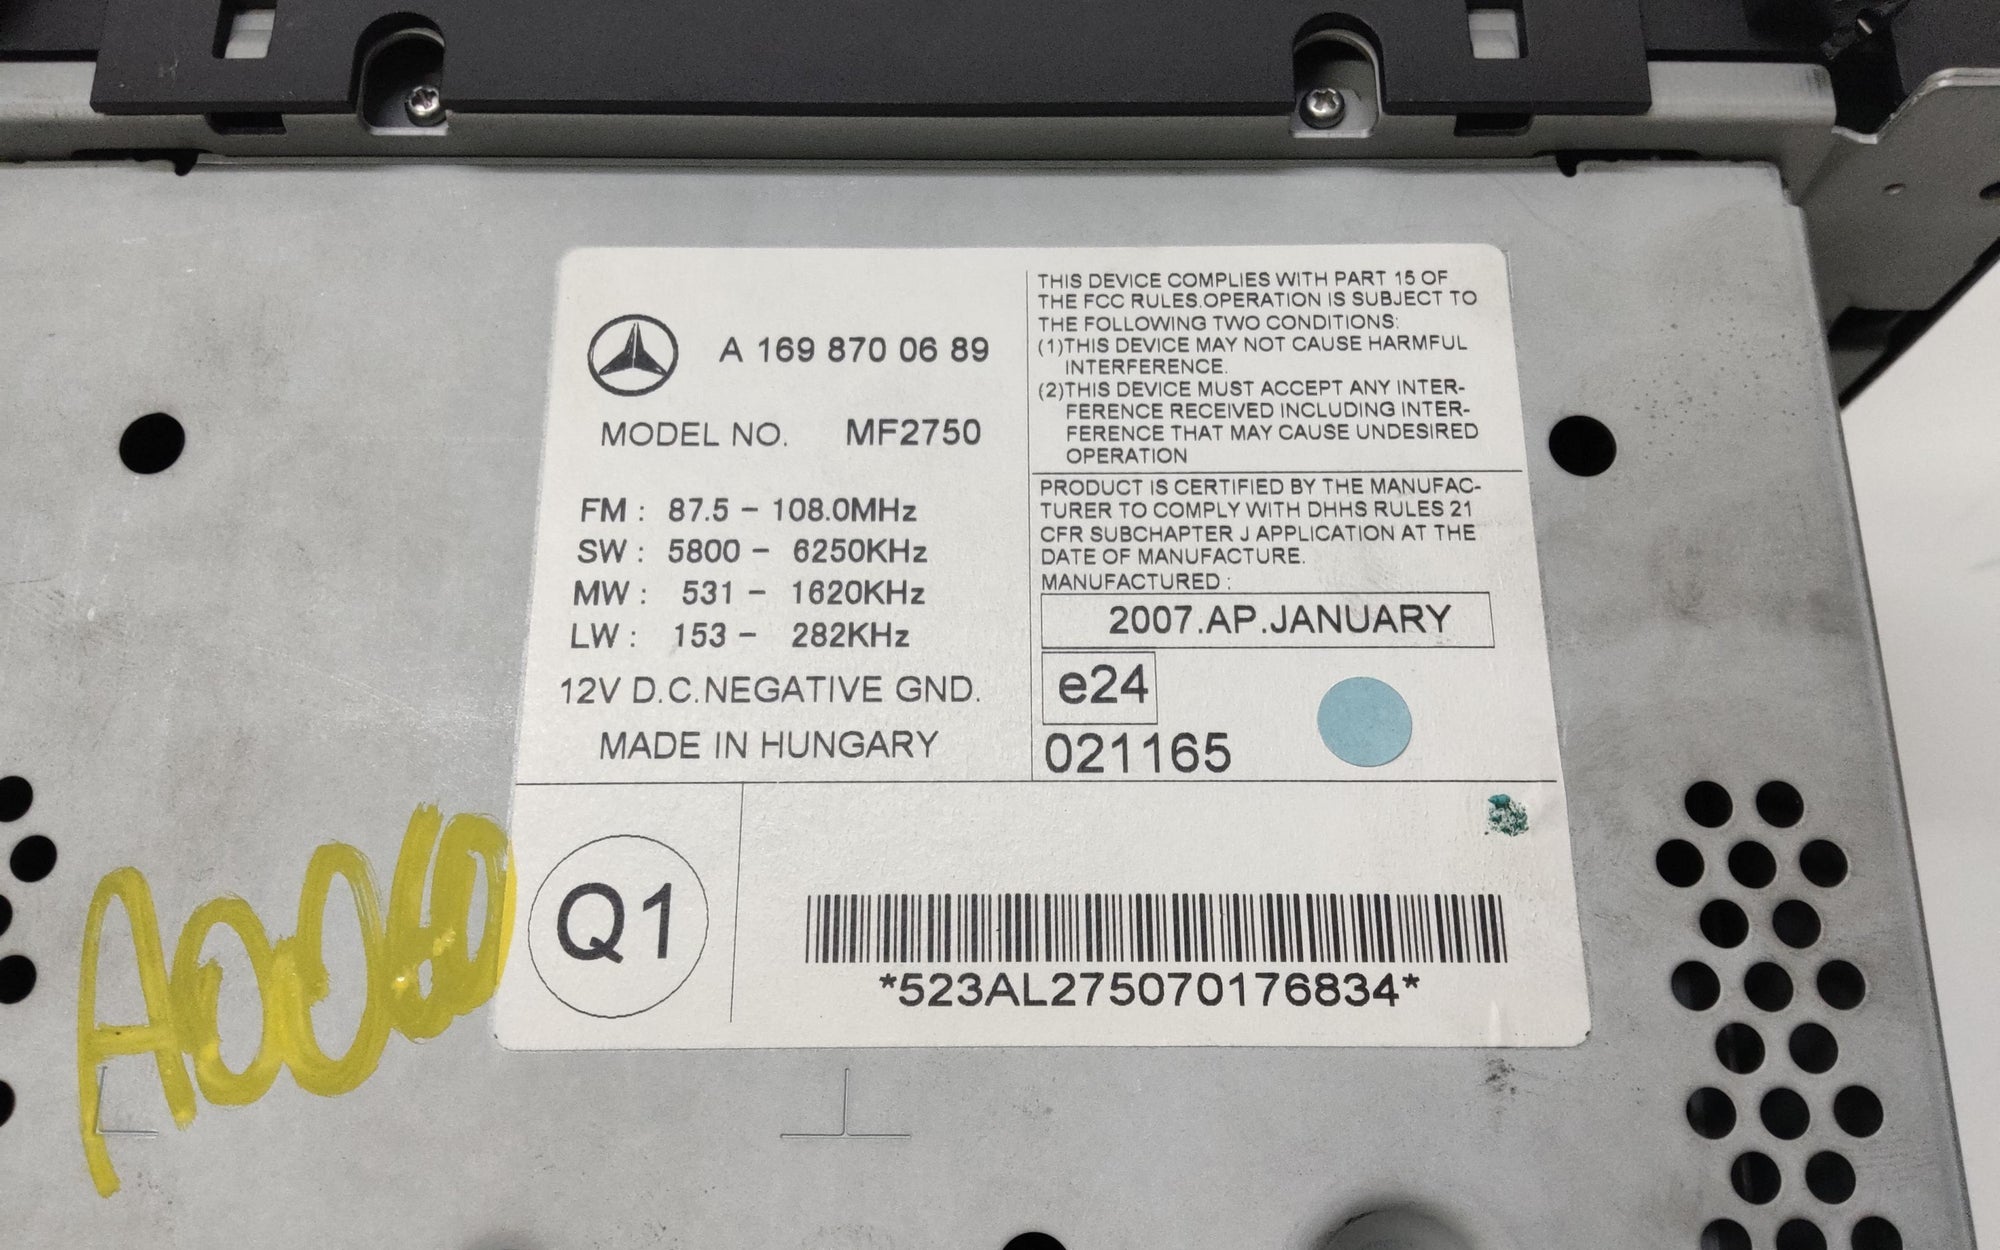 A 169 870 06 89
MODEL NO. MF2750
FM : 87.5 – 108.0MHz
SW : 5800 – 6250KHz
MW : 531 – 1620KHz
LW : 153 – 282KHz
12V D.C.NEGATIVE GND.
MADE IN HUNGARY
THIS DEVICE COMPLIES WITH PART 15 OF
THE FCC RULES.OPERATION IS SUBJECT TO
THE FOLLOWING TWO CONDITIONS:
(1)THIS DEVICE MAY NOT CAUSE HARMFUL
INTERFERENCE.
(2)THIS DEVICE MUST ACCEPT ANY INTER-
FERENCE RECEIVED INCLUDING INTER-
FERENCE THAT MAY CAUSE UNDESIRED
OPERATION
PRODUCT IS CERTIFIED BY THE MANUFAC-
TURER TO COMPLY WITH DHHS RULES 21
CFR SUBCHAPTER J APPLICATION AT THE
DATE OF MANUFACTURE.
MANUFACTURED :
2007.AP.JANUARY
e24
021165
Q1
*523AL275070176834*